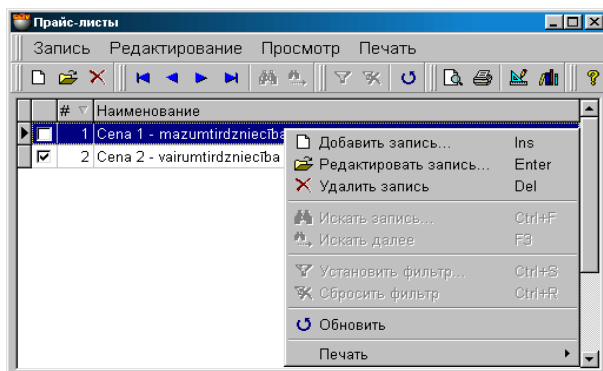 Прайс-листы
Запись Редактирование Просмотр Печать
# Наименование
1 Cena 1 - mazumtirdzniecība
2 Cena 2 - vairumtirdzniecība
Добавить запись... Ins
Редактировать запись... Enter
Удалить запись Del
Искать запись... Ctrl+F
Искать далее F3
Установить фильтр... Ctrl+S
Сбросить фильтр Ctrl+R
Обновить
Печать